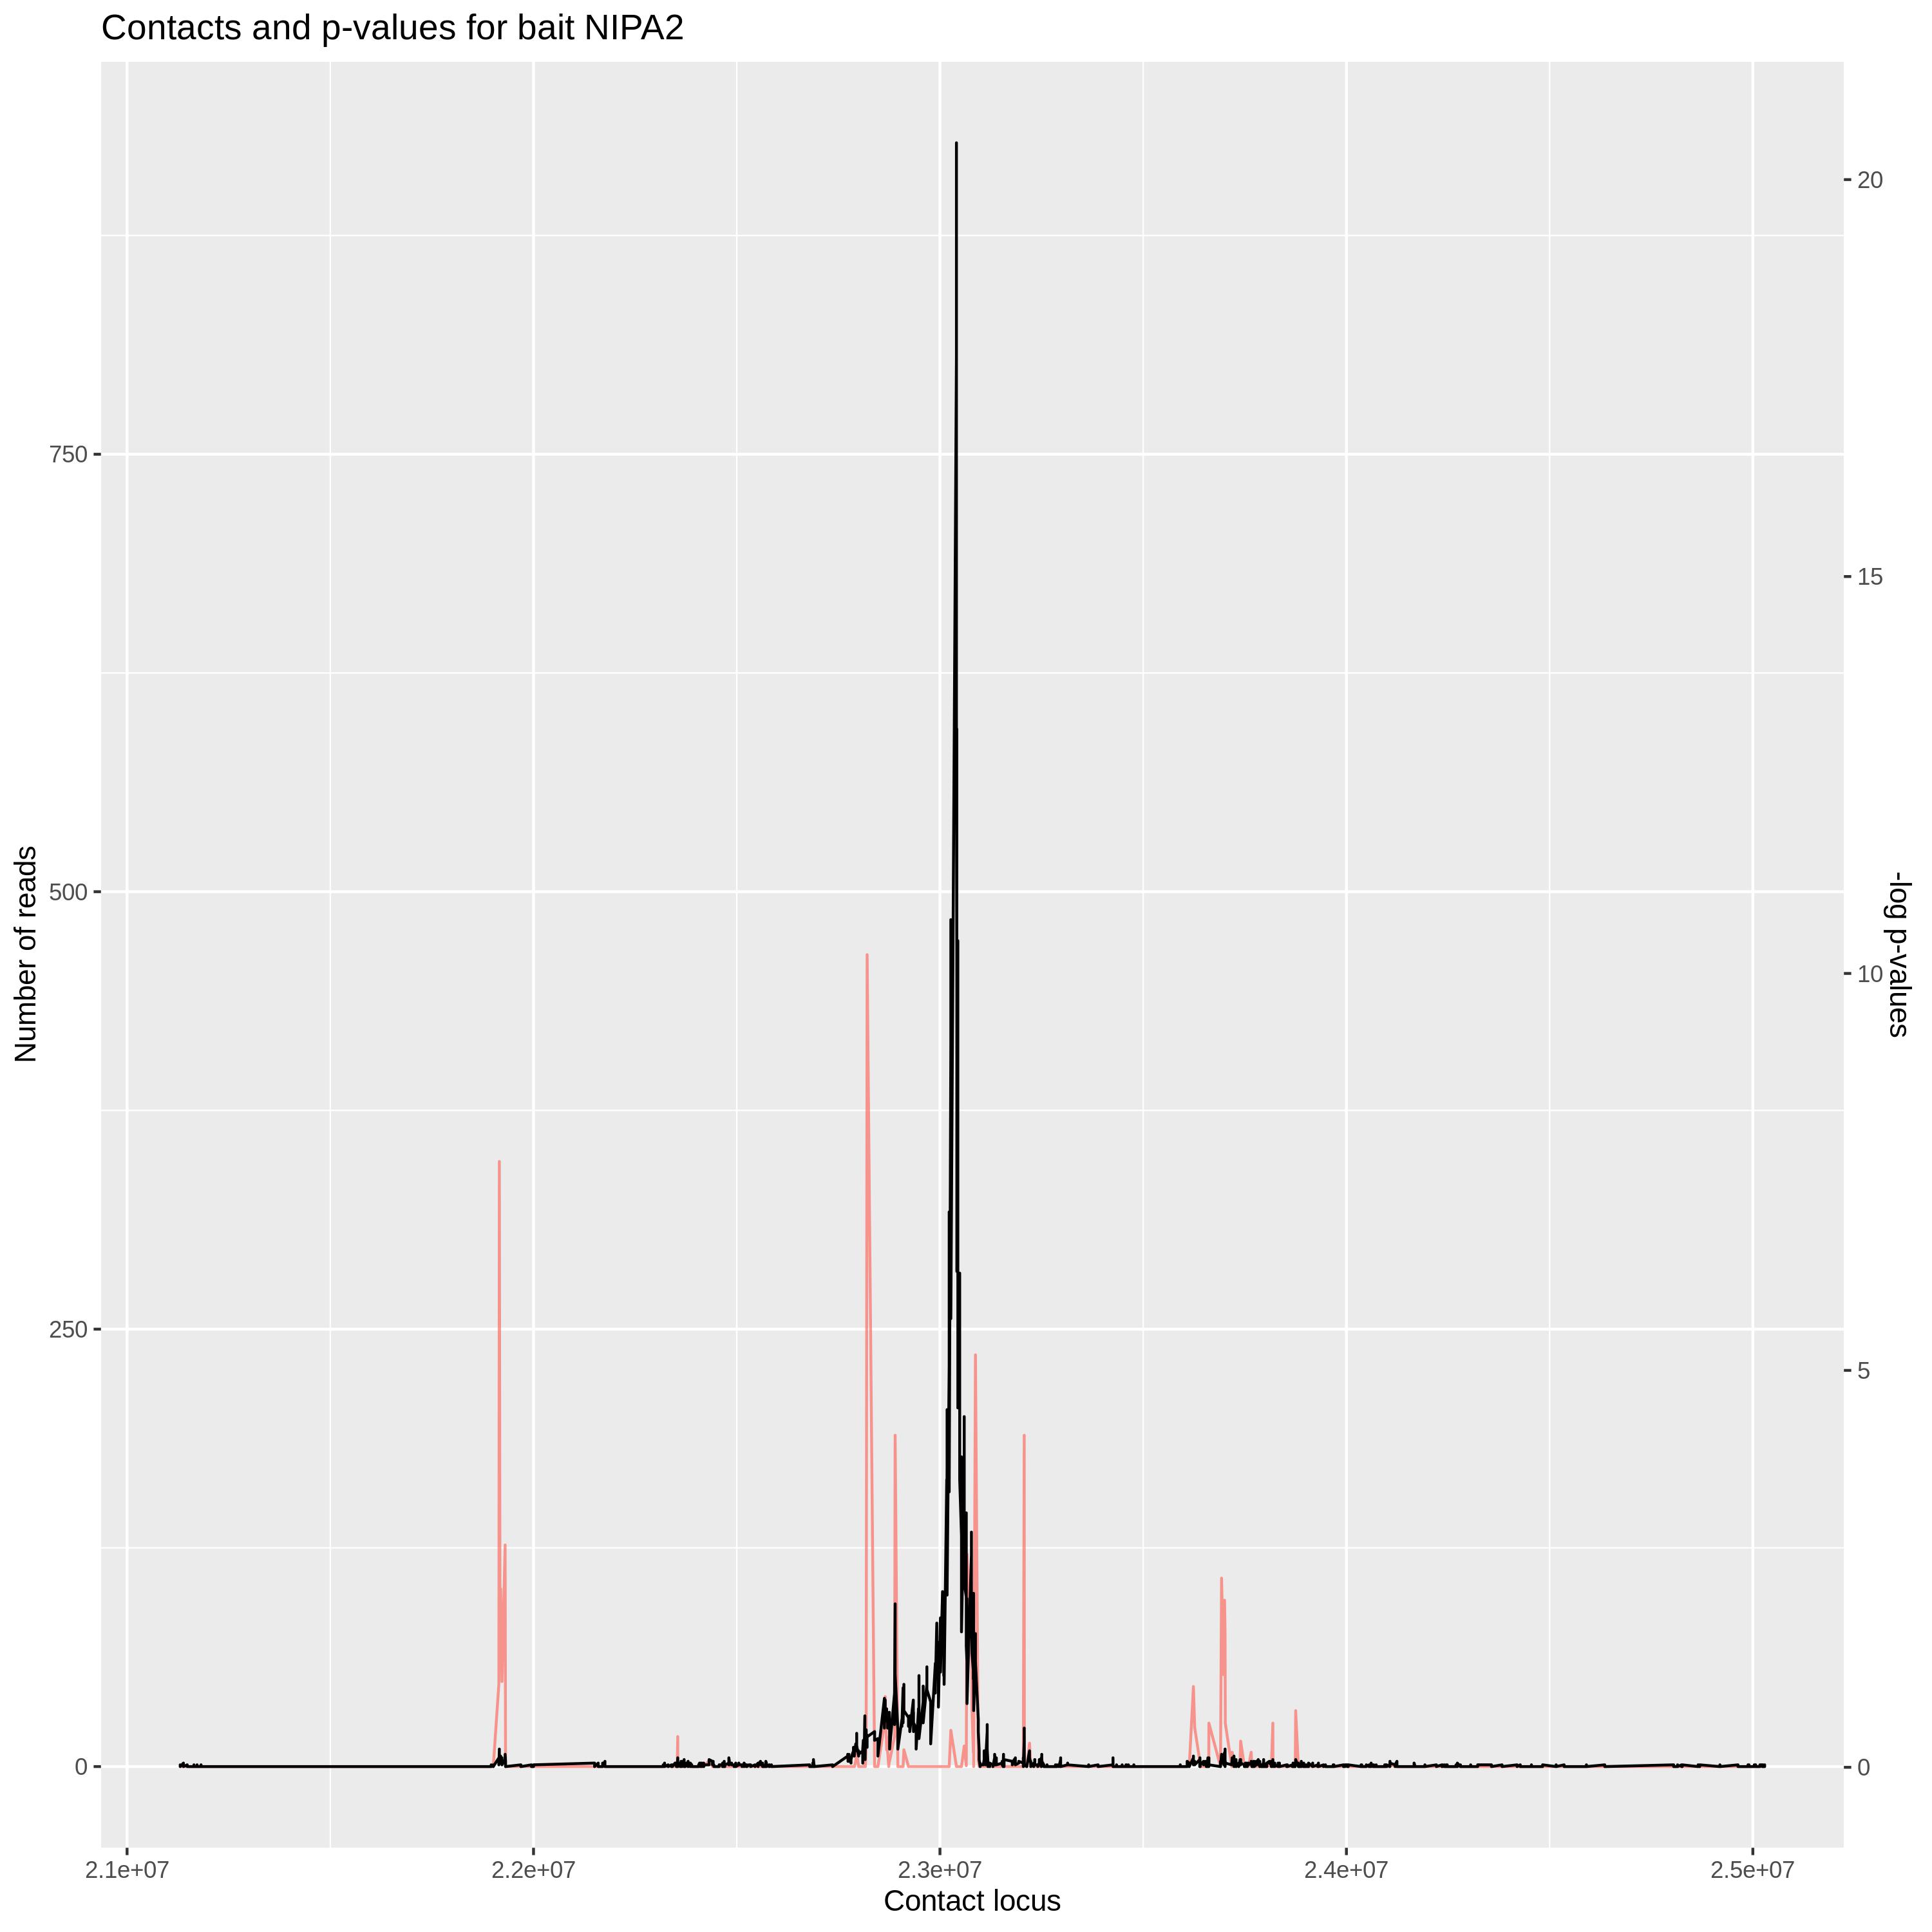 Contacts and p-values for bait NIPA2
Number of reads
750
500
250
0
20
15
10
5
0
-log p-values
2.1e+07
2.2e+07
2.3e+07
2.4e+07
2.5e+07
Contact locus